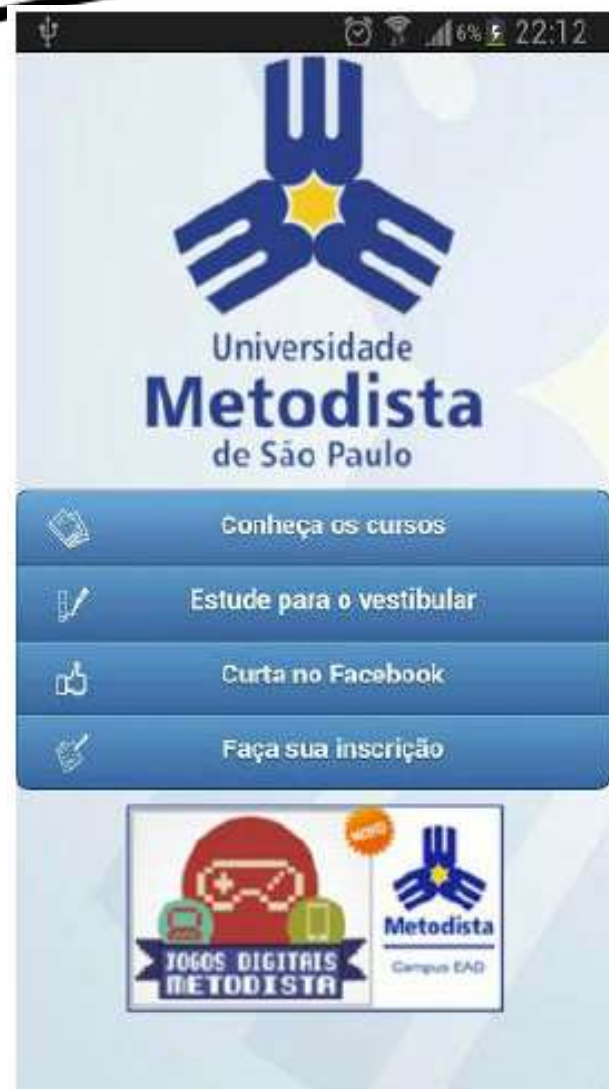 6% 22:12
Universidade
Metodista
de São Paulo
Conheça os cursos
Estude para o vestibular
Curta no Facebook
Faça sua inscrição
NOVO
JOGOS DIGITAIS
METODISTA
Metodista
Campus EAD